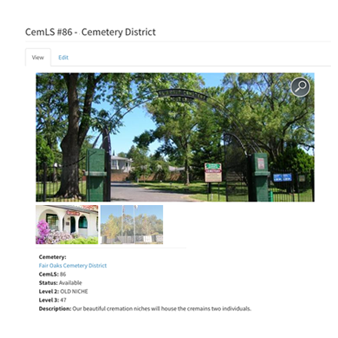 CemLS #86 - Cemetery District
View
Edit
Cemetery:
Fair Oaks Cemetery District
CemLS: 86
Status: Available
Level 2: OLD NICHE
Level 3: 47
Description: Our beautiful cremation niches will house the cremains two individuals.